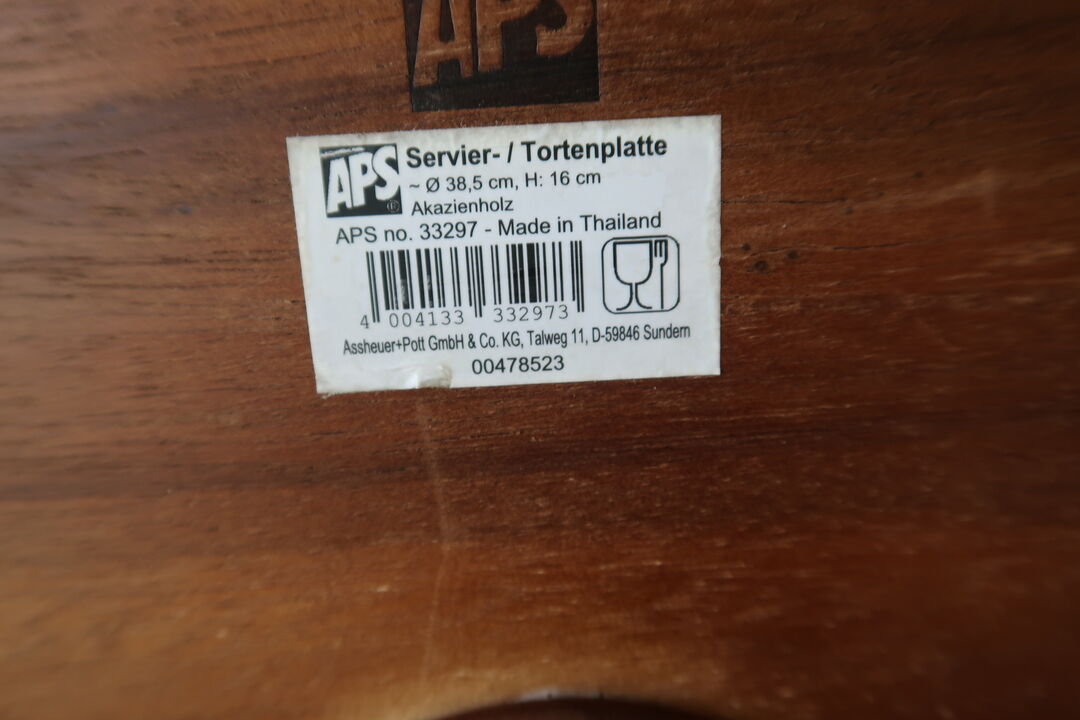 APS
APS ®
Servier- / Tortenplatte
~ Ø 38,5 cm, H: 16 cm
Akazienholz
APS no. 33297 - Made in Thailand
4 004133 332973
Assheuer+Pott GmbH & Co. KG, Talweg 11, D-59846 Sundern
00478523